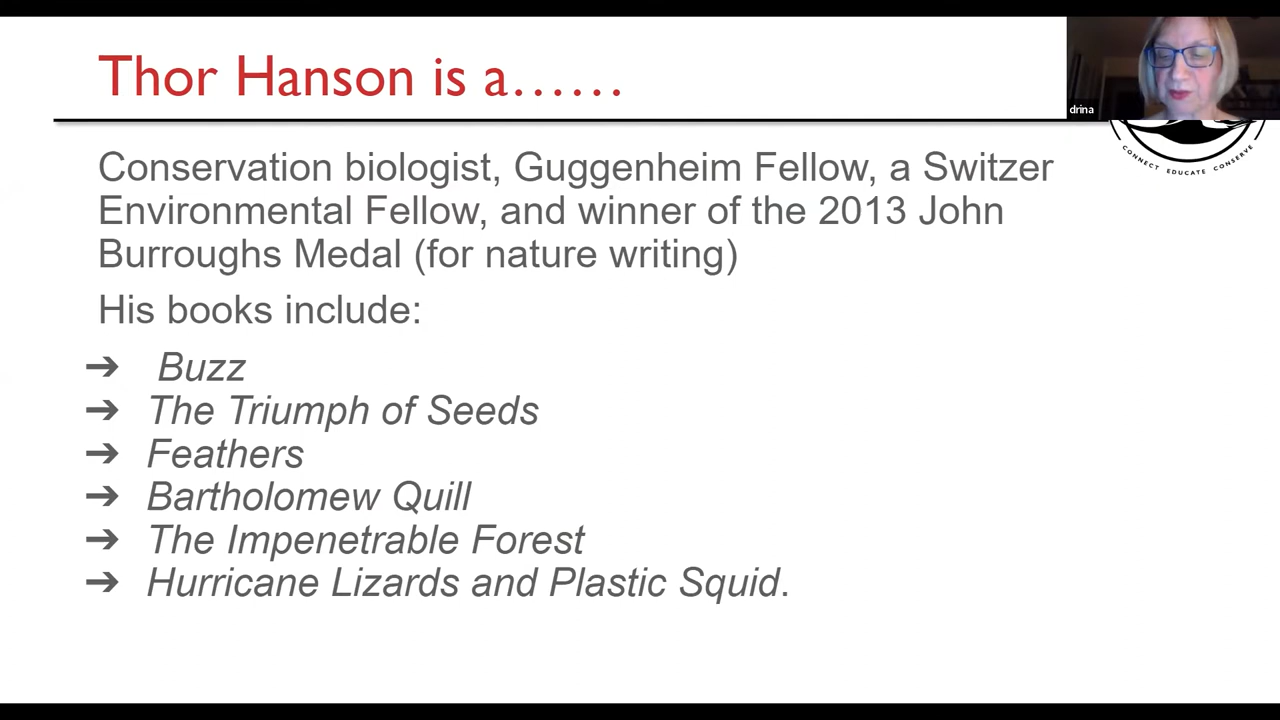 Thor Hanson is a……
drina
CONNECT EDUCATE CONSERVE
Conservation biologist, Guggenheim Fellow, a Switzer
Environmental Fellow, and winner of the 2013 John
Burroughs Medal (for nature writing)
His books include:
➔ Buzz
➔ The Triumph of Seeds
➔ Feathers
➔ Bartholomew Quill
➔ The Impenetrable Forest
➔ Hurricane Lizards and Plastic Squid.